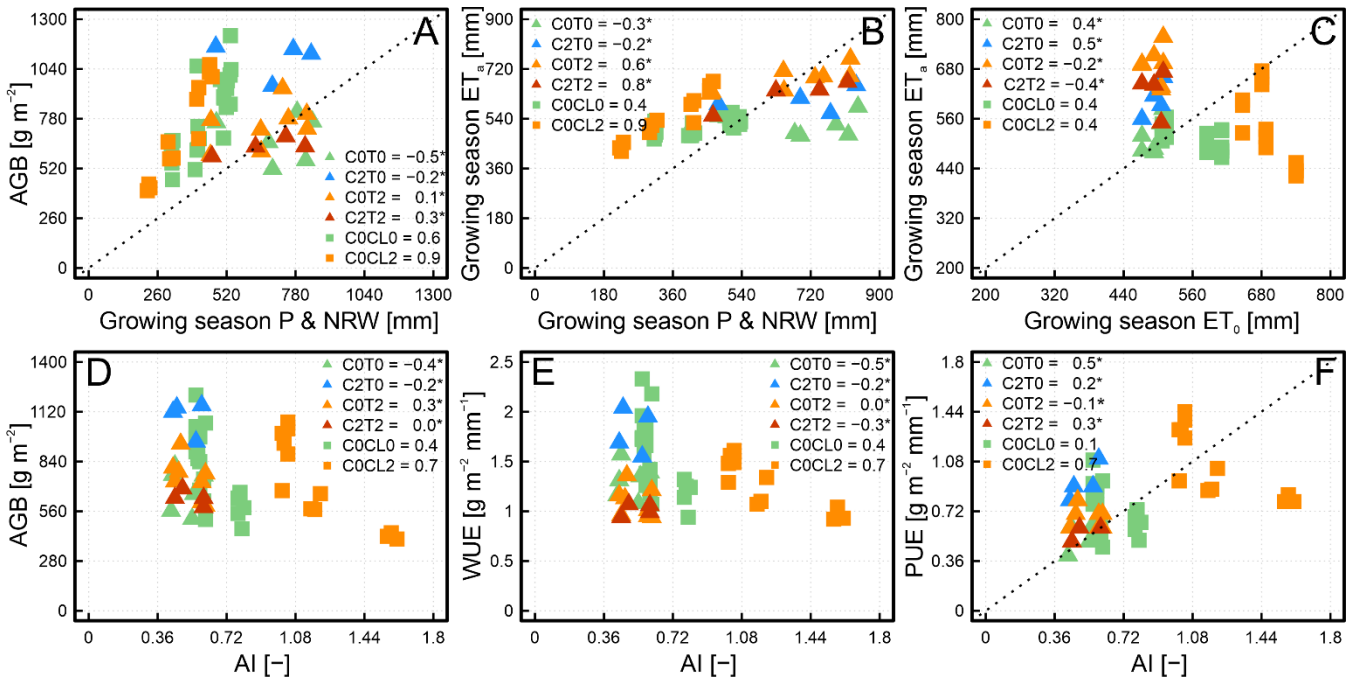 A
AGB [g m⁻²]
1300
1040
780
520
260
0
C0T0 = −0.5*
C2T0 = −0.2*
C0T2 = 0.1*
C2T2 = 0.3*
C0CL0 = 0.6
C0CL2 = 0.9
0 260 520 780 1040 1300
Growing season P & NRW [mm]
B
Growing season ETₐ [mm]
900
720
540
360
180
0
C0T0 = −0.3*
C2T0 = −0.2*
C0T2 = 0.6*
C2T2 = 0.8*
C0CL0 = 0.4
C0CL2 = 0.9
0 180 360 540 720 900
Growing season P & NRW [mm]
C
Growing season ETₐ [mm]
800
680
560
440
320
200
C0T0 = 0.4*
C2T0 = 0.5*
C0T2 = −0.2*
C2T2 = −0.4*
C0CL0 = 0.4
C0CL2 = 0.4
200 320 440 560 680 800
Growing season ET₀ [mm]
D
AGB [g m⁻²]
1400
1120
840
560
280
0
C0T0 = −0.4*
C2T0 = −0.2*
C0T2 = 0.3*
C2T2 = 0.0*
C0CL0 = 0.4
C0CL2 = 0.7
0 0.36 0.72 1.08 1.44 1.8
AI [−]
E
WUE [g m⁻² mm⁻¹]
2.5
2
1.5
1
0.5
0
C0T0 = −0.5*
C2T0 = −0.2*
C0T2 = 0.0*
C2T2 = −0.3*
C0CL0 = 0.4
C0CL2 = 0.7
0 0.36 0.72 1.08 1.44 1.8
AI [−]
F
PUE [g m⁻² mm⁻¹]
1.8
1.44
1.08
0.72
0.36
0
C0T0 = 0.5*
C2T0 = 0.2*
C0T2 = −0.1*
C2T2 = 0.3*
C0CL0 = 0.1
C0CL2 = 0.7
0 0.36 0.72 1.08 1.44 1.8
AI [−]